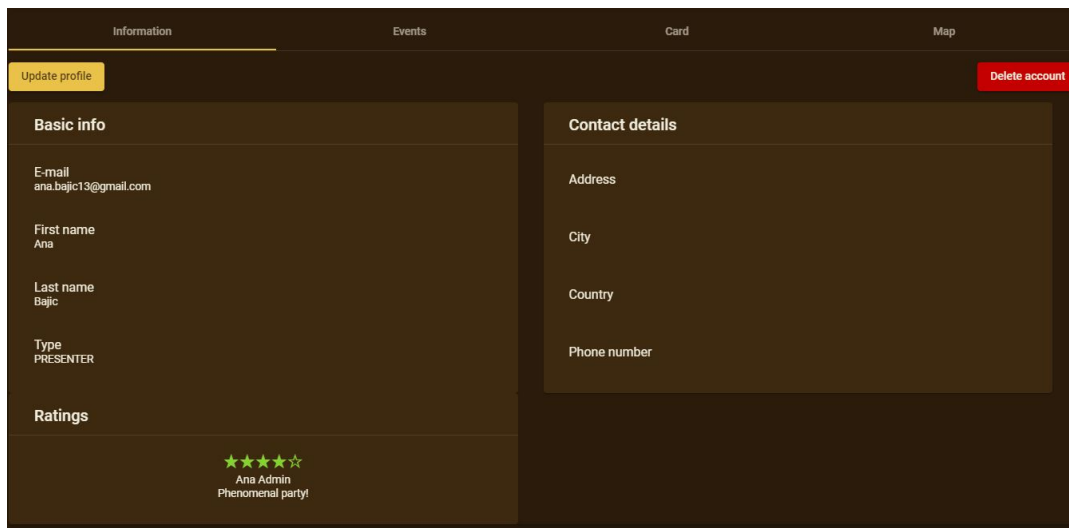 Information
Events
Card
Map
Update profile
Delete account
Basic info
E-mail
ana.bajic13@gmail.com
First name
Ana
Last name
Bajic
Type
PRESENTER
Contact details
Address
City
Country
Phone number
Ratings
Ana Admin
Phenomenal party!